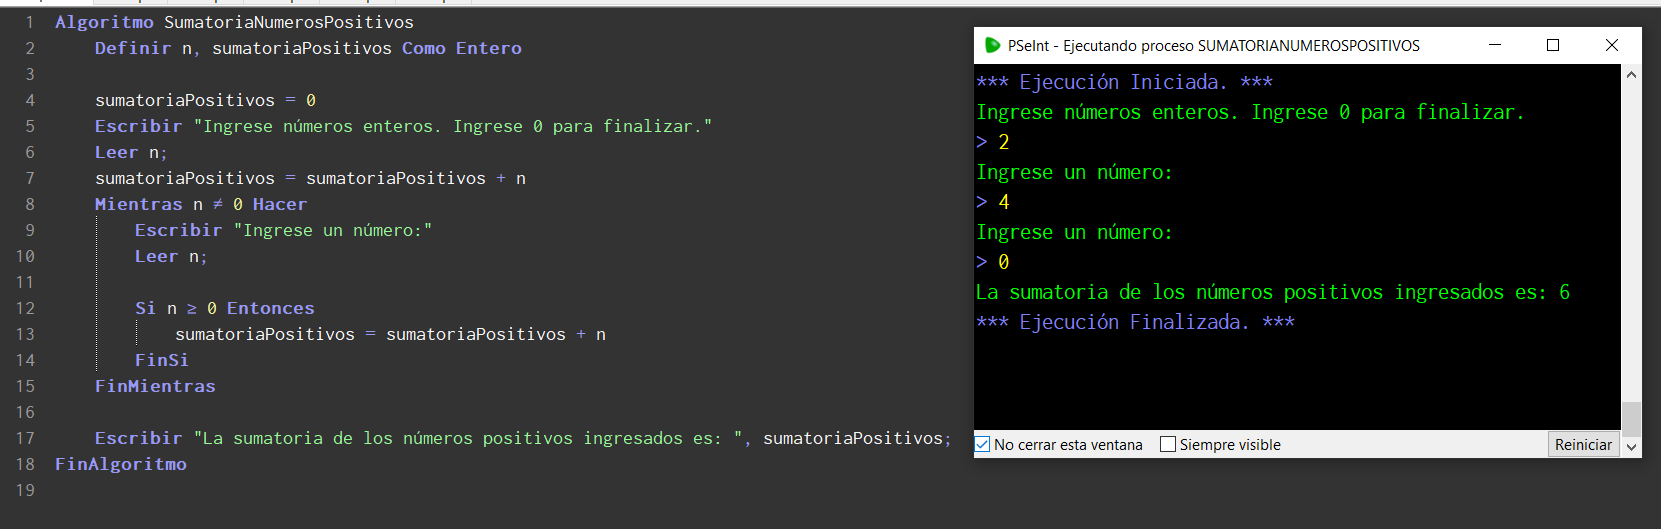 1 Algoritmo SumatoriaNumerosPositivos
2 Definir n, sumatoriaPositivos Como Entero
3
4 sumatoriaPositivos = 0
5 Escribir "Ingrese números enteros. Ingrese 0 para finalizar."
6 Leer n;
7 sumatoriaPositivos = sumatoriaPositivos + n
8 Mientras n ≠ 0 Hacer
9 Escribir "Ingrese un número:"
10 Leer n;
11
12 Si n ≥ 0 Entonces
13 sumatoriaPositivos = sumatoriaPositivos + n
14 FinSi
15 FinMientras
16
17 Escribir "La sumatoria de los números positivos ingresados es: ", sumatoriaPositivos;
18 FinAlgoritmo
19
PSeInt - Ejecutando proceso SUMATORIANUMEROSPOSITIVOS
*** Ejecución Iniciada. ***
Ingrese números enteros. Ingrese 0 para finalizar.
> 2
Ingrese un número:
> 4
Ingrese un número:
> 0
La sumatoria de los números positivos ingresados es: 6
*** Ejecución Finalizada. ***
No cerrar esta ventana Siempre visible Reiniciar